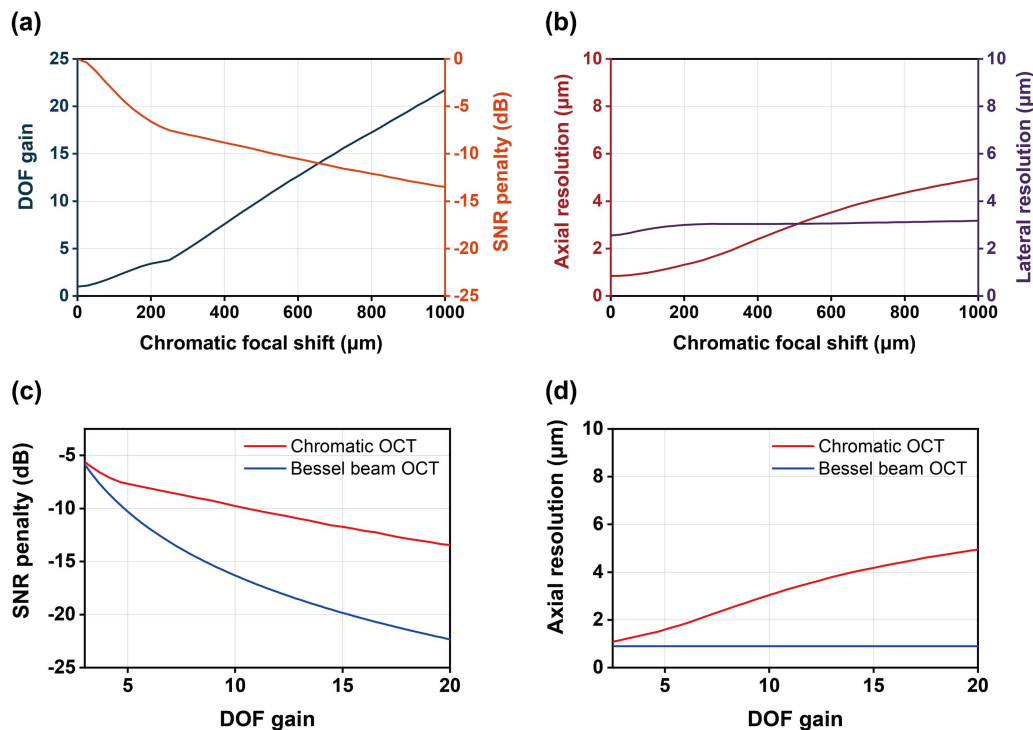 (a)
25
20
15
10
5
0
DOF gain
0
-5
-10
-15
-20
-25
SNR penalty (dB)
0 200 400 600 800 1000
Chromatic focal shift (μm)
(b)
10
8
6
4
2
0
Axial resolution (μm)
10
8
6
4
2
0
Lateral resolution (μm)
0 200 400 600 800 1000
Chromatic focal shift (μm)
(c)
-5
-10
-15
-20
-25
SNR penalty (dB)
Chromatic OCT
Bessel beam OCT
5 10 15 20
DOF gain
(d)
10
8
6
4
2
0
Axial resolution (μm)
Chromatic OCT
Bessel beam OCT
5 10 15 20
DOF gain